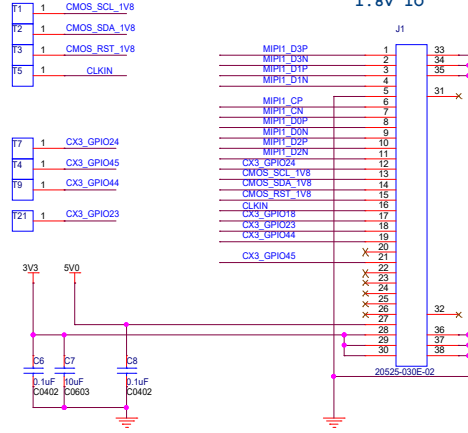 1.8V IO
T1 1 CMOS_SCL_1V8
T2 1 CMOS_SDA_1V8
T3 1 CMOS_RST_1V8
T5 1 CLKIN
T7 1 CX3_GPIO24
T4 1 CX3_GPIO45
T9 1 CX3_GPIO44
T21 1 CX3_GPIO23
J1
MIPI1_D3P 1 33
MIPI1_D3N 2 34
MIPI1_D1P 3 35
MIPI1_D1N 4
5 31
MIPI1_CP 6
MIPI1_CN 7
MIPI1_D0P 8
MIPI1_D0N 9
MIPI1_D2P 10
MIPI1_D2N 11
CX3_GPIO24 12
CMOS_SCL_1V8 13
CMOS_SDA_1V8 14
CMOS_RST_1V8 15
CLKIN 16
CX3_GPIO18 17
CX3_GPIO23 18
CX3_GPIO44 19
20
CX3_GPIO45 21
22
23
24
25
26 32
27
28 36
29 37
30 38
20525-030E-02
3V3 5V0
C6 C7 C8
0.1uF 10uF 0.1uF
C0402 C0603 C0402